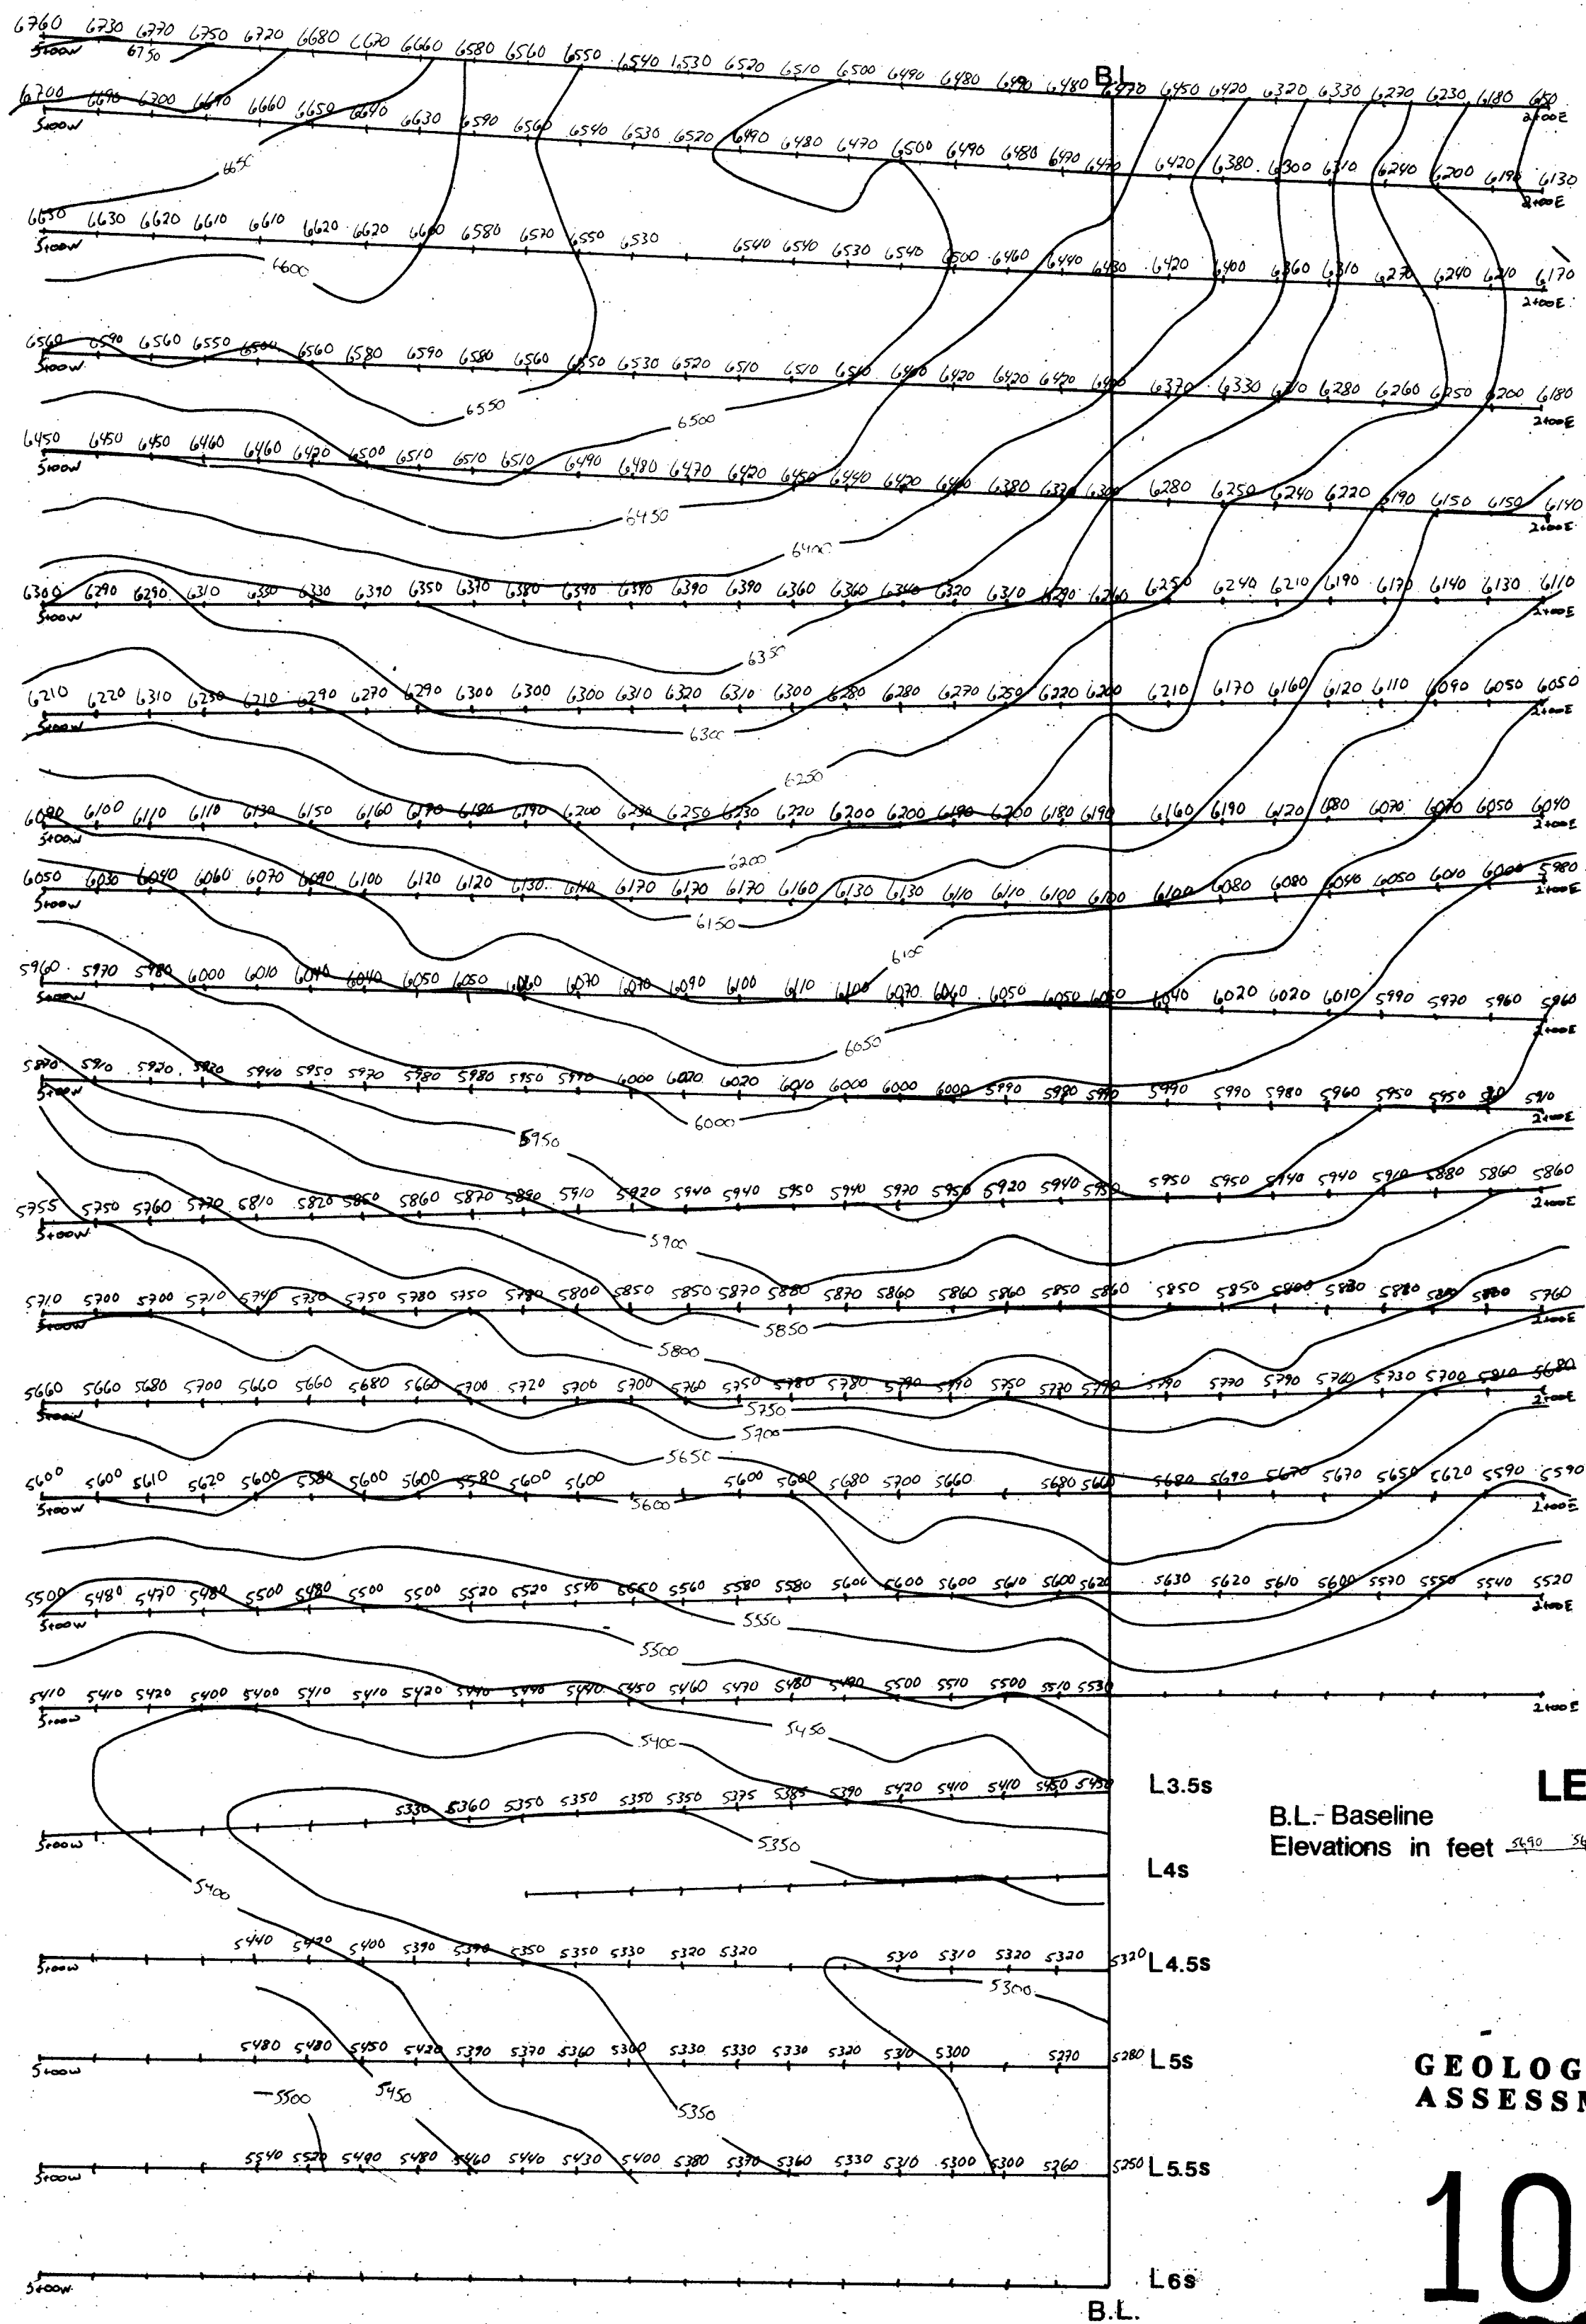 6760 6730 6770 6750 6720 6680 6670 6660 6580 6560 6550 6540 6530 6520 6510 6500 6490 6480 6490 6480 6470 6450 6420 6320 6330 6270 6230 6180
B.L.
5+00W 6750 2+00E
6700 6690 6700 6690 6660 6650 6640 6630 6590 6560 6540 6530 6520 6490 6480 6470 6500 6490 6480 6470 6420 6380 6300 6310 6240 6200 6190 6130
5+00W 2+00E
6650
6630 6620 6610 6610 6620 6620 6600 6580 6570 6550 6530 6540 6540 6530 6540 6500 6460 6440 6430 6420 6400 6360 6310 6270 6240 6210 6170
5+00W 2+00E
6600
6560 6590 6560 6550 6500 6560 6580 6590 6580 6560 6550 6530 6520 6510 6510 6510 6420 6420 6420 6400 6370 6330 6310 6280 6260 6250 6200 6180
5+00W 2+00E
6550
6500
6450 6450 6450 6460 6460 6470 6500 6510 6510 6510 6490 6480 6470 6420 6450 6440 6420 6400 6380 6320 6300 6280 6250 6240 6220 6190 6150 6150 6140
5+00W 2+00E
6450
6400
6300 6290 6290 6310 6330 6330 6390 6350 6370 6380 6390 6390 6390 6390 6360 6360 6340 6320 6310 6290 6260 6250 6240 6210 6190 6170 6140 6130 6110
5+00W 2+00E
6350
6210 6220 6310 6250 6210 6290 6270 6290 6300 6300 6300 6310 6320 6310 6300 6280 6280 6270 6250 6220 6200 6210 6170 6160 6120 6110 6090 6050 6050
5+00W 2+00E
6300
6250
6080 6100 6110 6110 6130 6150 6160 6170 6180 6190 6200 6230 6250 6230 6220 6200 6200 6190 6200 6180 6190 6160 6190 6120 6070 6070 6050 6040
5+00W 2+00E
6200
6050 6030 6040 6060 6070 6090 6100 6120 6120 6130 6140 6170 6170 6170 6160 6130 6130 6110 6110 6100 6100 6100 6080 6080 6040 6050 6010 6000 5980
5+00W 2+00E
6150
6100
5960 5970 5980 6000 6010 6040 6040 6050 6050 6060 6070 6070 6090 6100 6110 6100 6070 6060 6050 6050 6050 6040 6020 6020 6010 5990 5970 5960 5960
5+00W 2+00E
6050
5870 5910 5920 5920 5940 5950 5970 5980 5980 5950 5990 6000 6020 6020 6010 6000 6000 6000 5990 5980 5990 5990 5990 5980 5960 5950 5950 5910
5+00W 2+00E
6000
5950
5755 5750 5760 5770 5810 5820 5850 5860 5870 5890 5910 5920 5940 5940 5950 5940 5970 5950 5920 5940 5950 5950 5950 5940 5940 5910 5880 5860 5860
5+00W 2+00E
5900
5710 5700 5700 5710 5740 5730 5750 5780 5750 5780 5800 5850 5850 5870 5880 5870 5860 5860 5860 5850 5860 5850 5850 5800 5830 5760
5+00W 2+00E
5850
5800
5660 5660 5680 5700 5660 5660 5680 5660 5700 5720 5700 5700 5760 5750 5780 5780 5790 5790 5750 5770 5790 5790 5770 5790 5760 5730 5700 5680
5+00W 2+00E
5750
5700
5650
5600 5600 5610 5620 5600 5580 5600 5600 5580 5600 5600 5600 5600 5680 5700 5660 5680 5660 5680 5690 5670 5670 5650 5620 5590 5590
5+00W 2+00E
5600
5500 5480 5470 5480 5500 5480 5500 5500 5520 5520 5540 5550 5560 5580 5580 5600 5600 5600 5610 5600 5620 5630 5620 5610 5600 5570 5550 5540 5520
5+00W 2+00E
5550
5500
5410 5410 5420 5400 5400 5410 5410 5420 5440 5440 5440 5450 5460 5470 5480 5490 5500 5510 5500 5510 5530
5+00W 2+00E
5450
5400
5330 5360 5350 5350 5350 5350 5375 5385 5390 5420 5410 5410 5450 5450 L3.5s
5+00W
LE
B.L.- Baseline
Elevations in feet 5690
5350
L4s
5400
5440 5420 5400 5390 5390 5350 5350 5330 5320 5320 5310 5310 5320 5320 5320 L4.5s
5+00W
5300
5480 5480 5450 5420 5390 5370 5360 5300 5330 5330 5330 5320 5310 5300 5270 5280 L5s
5+00W
GEOLOG
ASSESSM
5500 5450
5350
5540 5520 5490 5480 5460 5440 5430 5400 5380 5370 5360 5330 5310 5300 5300 5260 5250 L5.5s
5+00W
10
5+00W L6s
B.L.